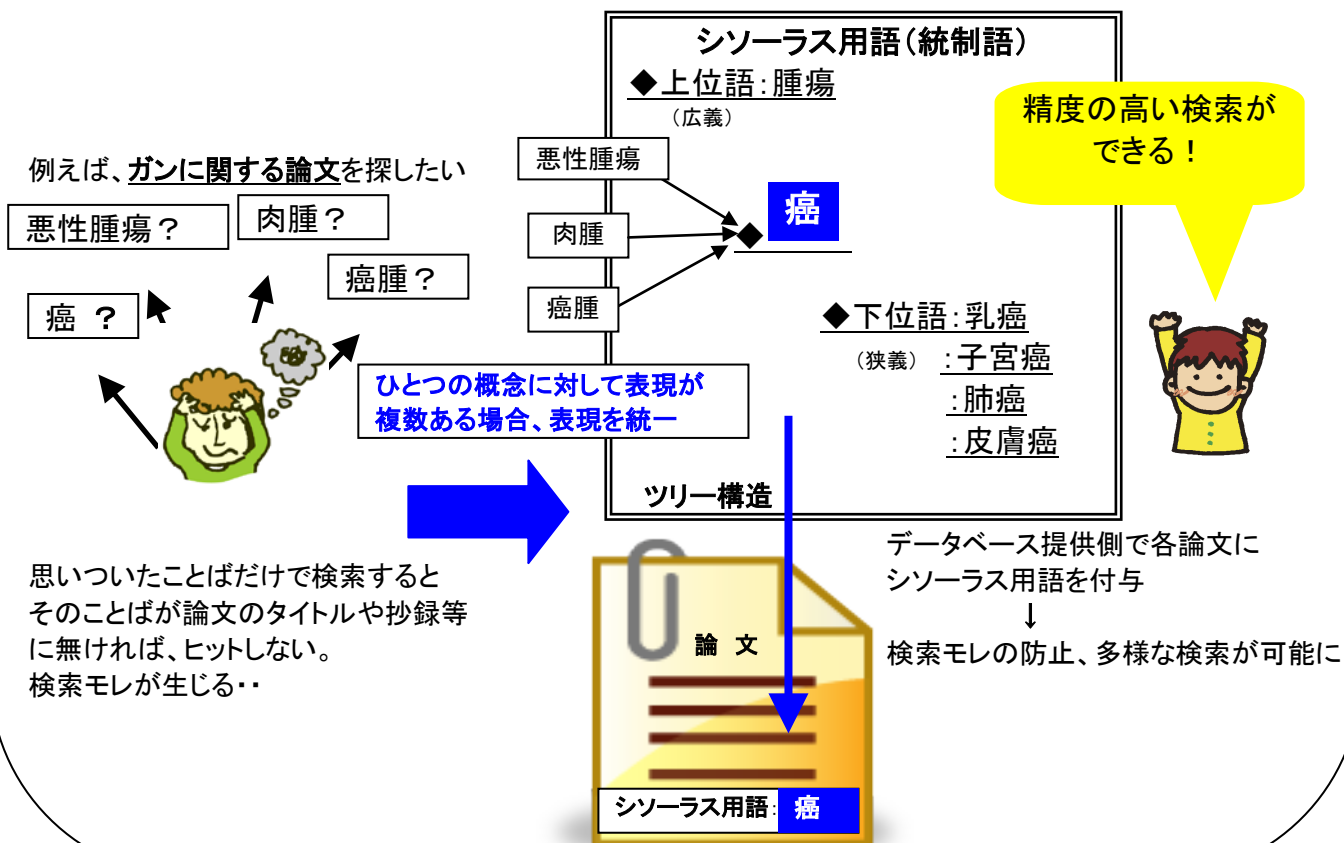 シソーラス用語(統制語)
◆上位語:腫瘍
(広義)
精度の高い検索が
できる!
例えば、ガンに関する論文を探したい
悪性腫瘍?
肉腫?
癌腫?
癌 ?
悪性腫瘍
肉腫
癌腫
◆ 癌
◆下位語:乳癌
(狭義) :子宮癌
:肺癌
:皮膚癌
ひとつの概念に対して表現が
複数ある場合、表現を統一
ツリー構造
思いついたことばだけで検索すると
そのことばが論文のタイトルや抄録等
に無ければ、ヒットしない。
検索モレが生じる・・
データベース提供側で各論文に
シソーラス用語を付与
↓
検索モレの防止、多様な検索が可能に
論 文
シソーラス用語: 癌